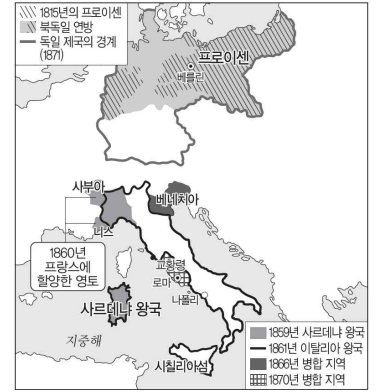 1815년의 프로이센
북독일 연방
독일 제국의 경계
(1871)
프로이센
베를린
사부아
베네치아
니스
1860년
프랑스에
할양한 영토
교황령
로마
나폴리
사르데냐 왕국
지중해
시칠리아섬
1859년 사르데냐 왕국
1861년 이탈리아 왕국
1866년 병합 지역
1870년 병합 지역